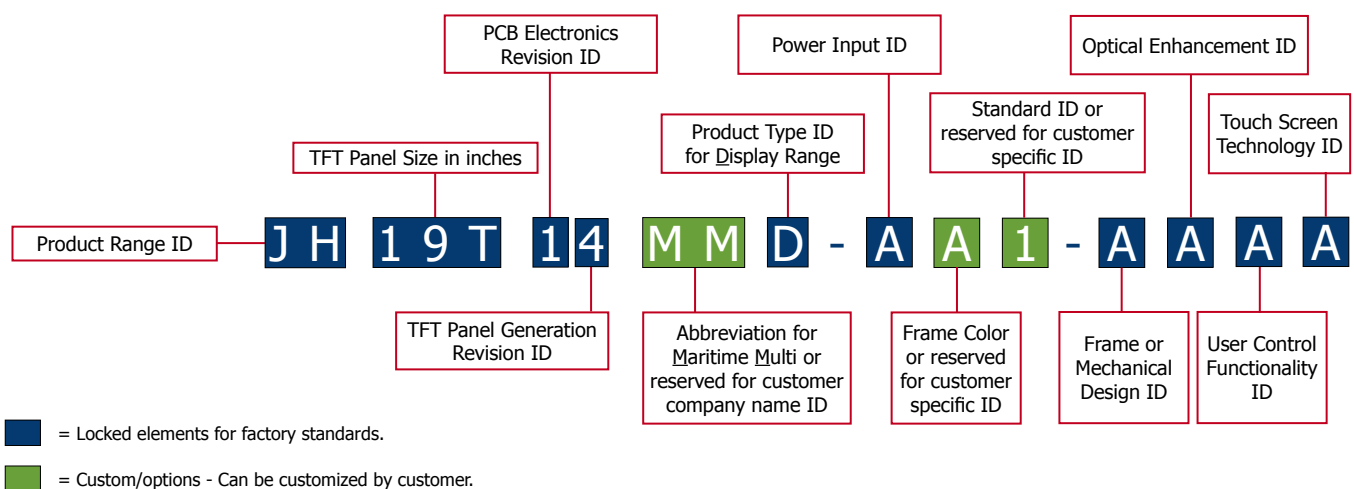 PCB Electronics
Revision ID
Power Input ID
Optical Enhancement ID
Standard ID or
reserved for customer
specific ID
Touch Screen
Technology ID
Product Type ID
for Display Range
TFT Panel Size in inches
Product Range ID
J H 1 9 T 1 4 M M D - A A 1 - A A A A
TFT Panel Generation
Revision ID
Abbreviation for
Maritime Multi or
reserved for customer
company name ID
Frame Color
or reserved
for customer
specific ID
Frame or
Mechanical
Design ID
User Control
Functionality
ID
= Locked elements for factory standards.
= Custom/options - Can be customized by customer.